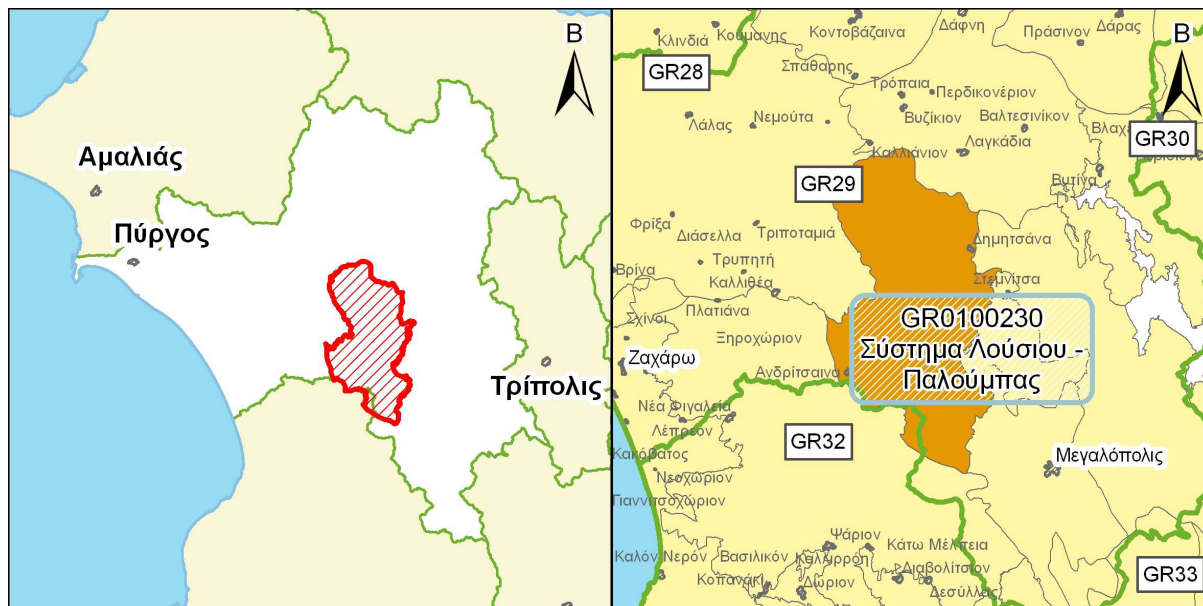 Β
Αμαλιάς
Πύργος
Τρίπολις
Β
Κλινδιά
Κούμανης
Κοντοβάζαινα
Δάφνη
Πράσινον
Δάρας
GR28
Σπάθαρης
Τρόπαια
Περδικονέριον
Λάλας
Νεμούτα
Βυζίκιον
Βαλτεσινίκον
GR30
Καλλιάνιον
Λαγκάδια
Βυτίνα
GR29
Φρίξα
Διάσελλα
Τριποταμιά
Δημητσάνα
Βρίνα
Τρυπητή
Καλλιθέα
Στεμνίτσα
Σχίνοι
Πλατιάνα
Ξηροχώριον
GR0100230
Σύστημα Λούσιου -
Παλούμπας
Ζαχάρω
Ανδρίτσαινα
Νέα Φιγαλεία
Λέπρεον
GR32
Κακόβατος
Μεγαλόπολις
Νεοχώριον
Γιαννιτσοχώριον
Ψάριον
Καλόν Νερόν
Βασιλικόν
Καλλιρρόη
Κάτω Μέλπεια
Διαβολίτσιον
Κοπανάκι
Δώριον
Δεσύλλας
GR33